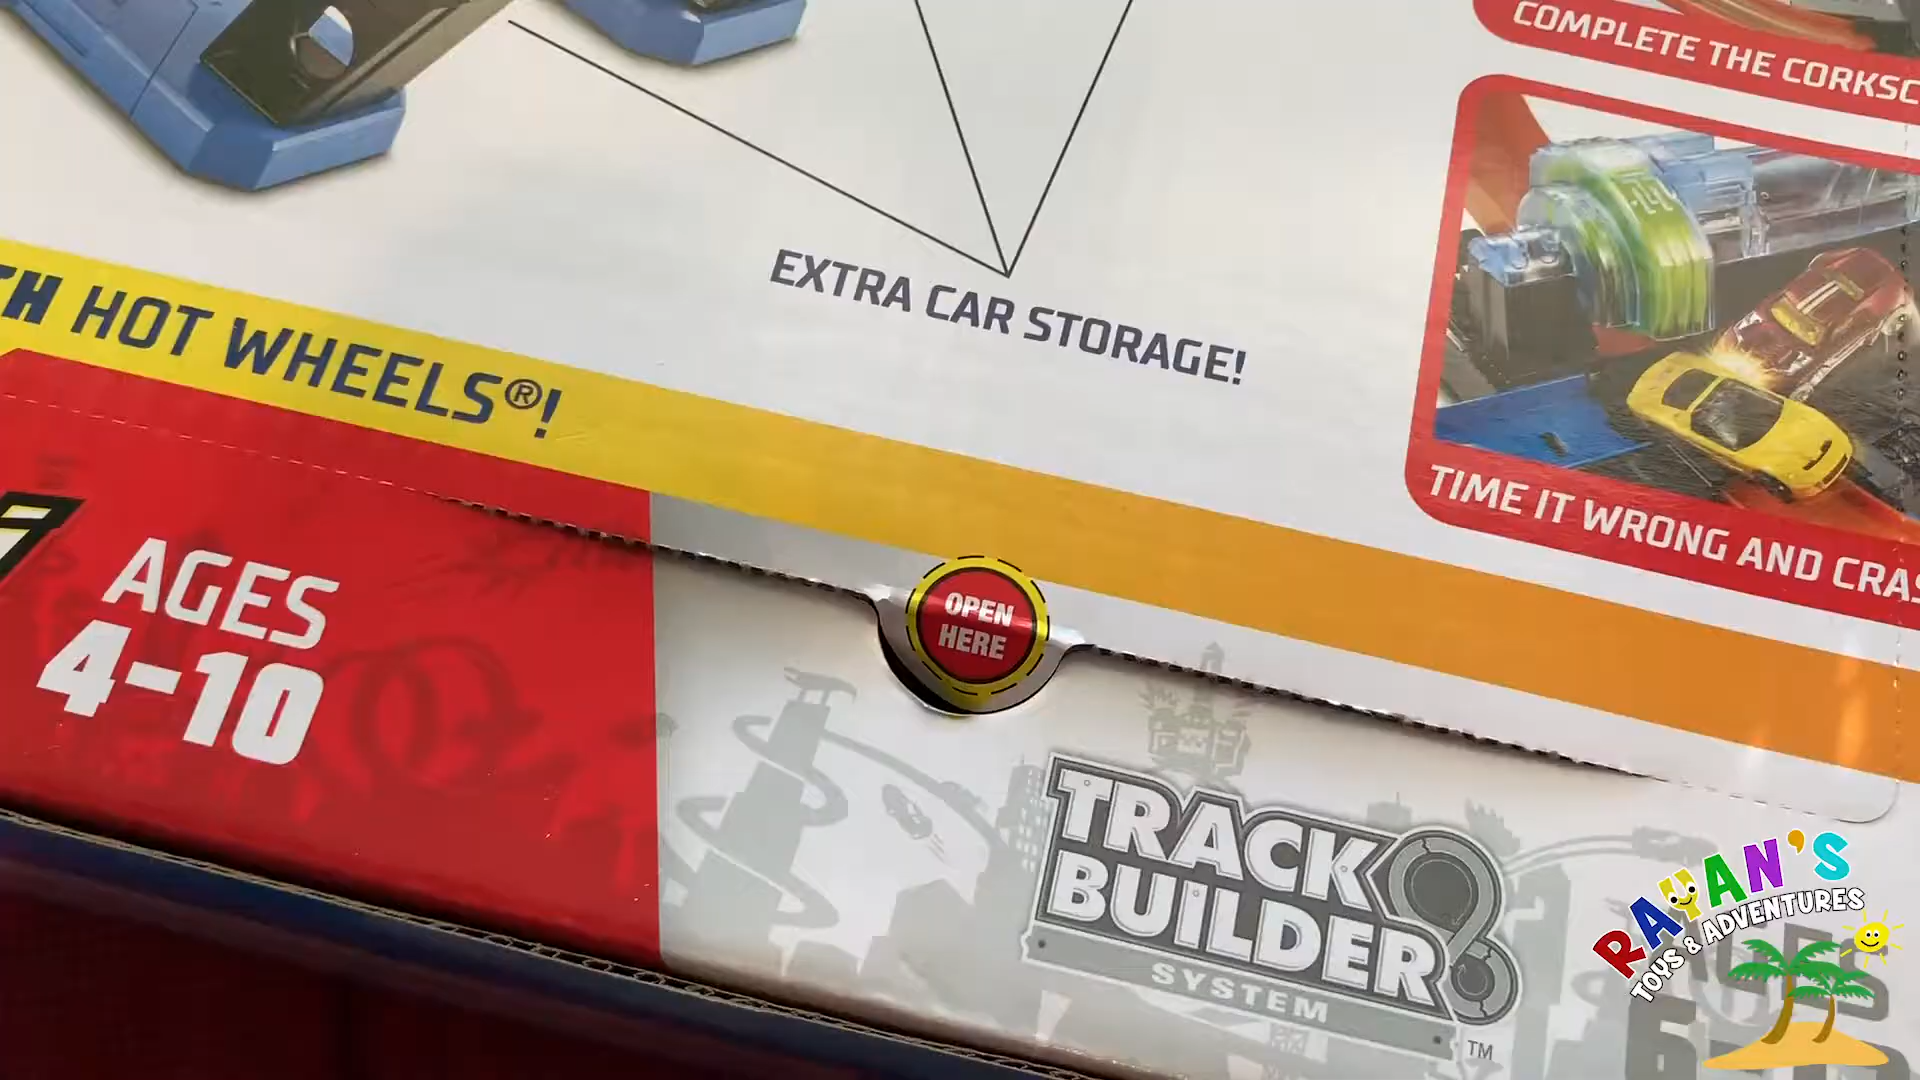 COMPLETE THE CORKSC
EXTRA CAR STORAGE!
TH HOT WHEELS®!
TIME IT WRONG AND CRAS
AGES
4-10
OPEN
HERE
TRACK
BUILDER
SYSTEM
TM
RAYAN'S
TOYS & ADVENTURES